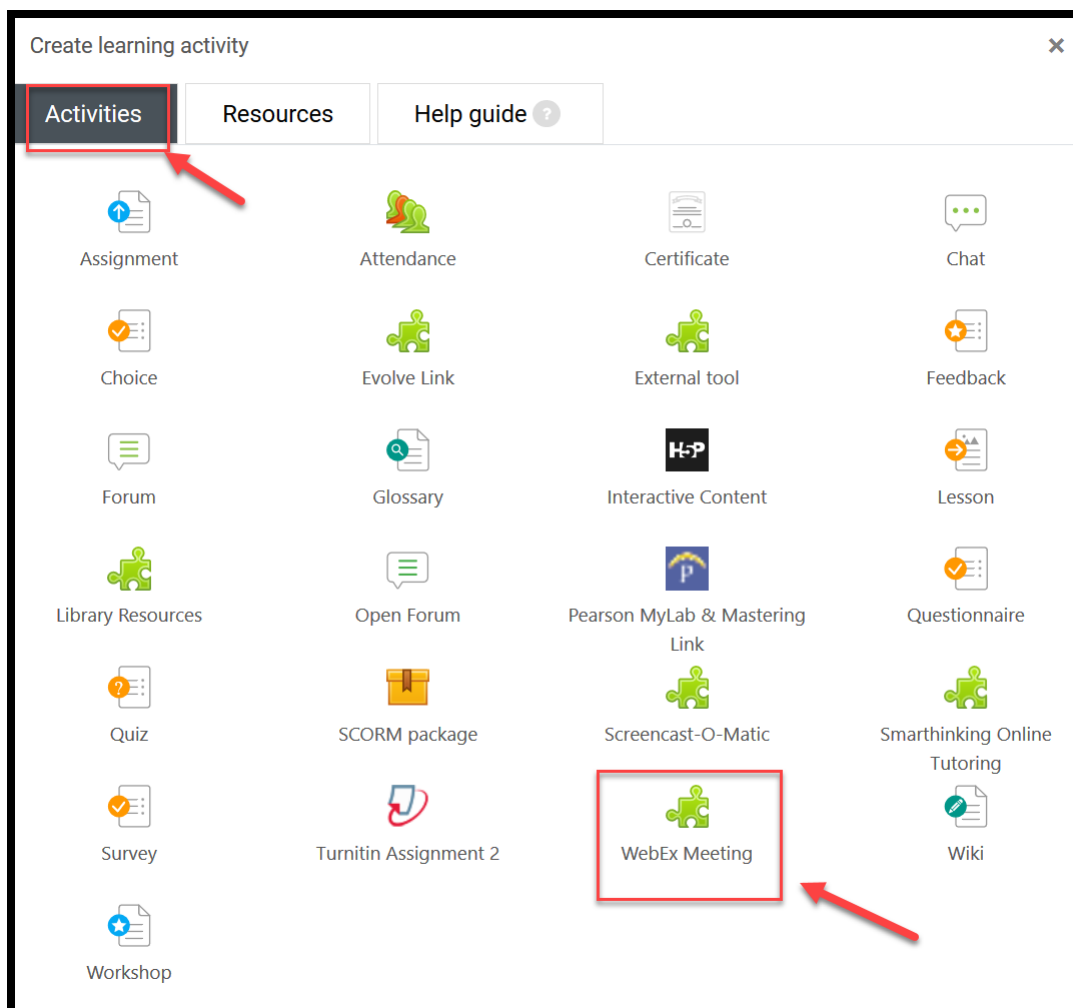 Create learning activity ×
Activities Resources Help guide ?
Assignment Attendance Certificate Chat
Choice Evolve Link External tool Feedback
H5P
Forum Glossary Interactive Content Lesson
p
Library Resources Open Forum Pearson MyLab & Mastering Questionnaire
Link
?
Quiz SCORM package Screencast-O-Matic Smarthinking Online
Tutoring
Survey Turnitin Assignment 2 WebEx Meeting Wiki
Workshop